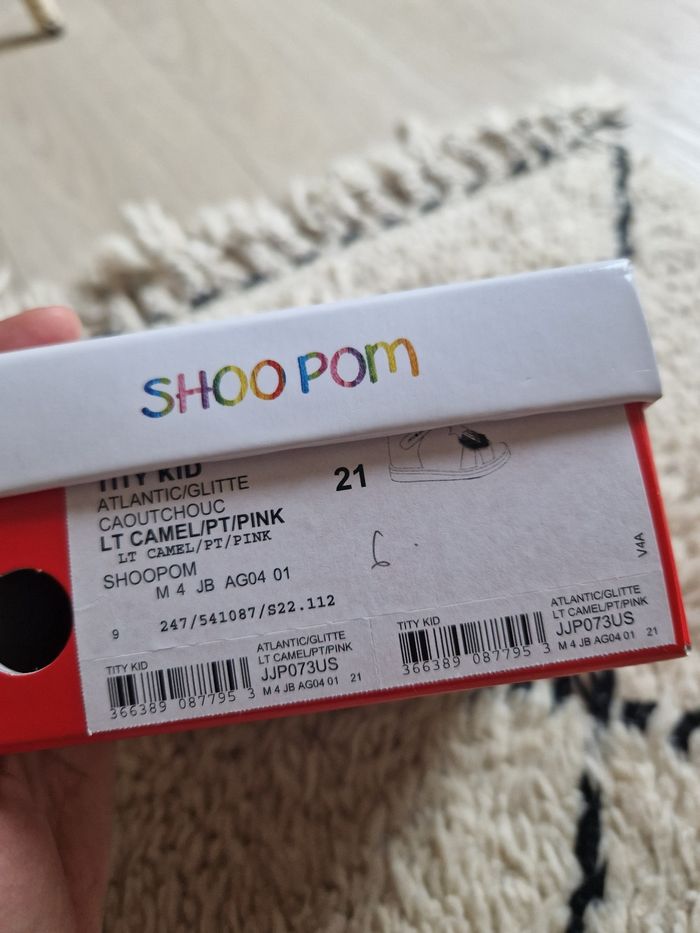 SHOO POM
TITY KID
ATLANTIC/GLITTE
CAOUTCHOUC
LT CAMEL/PT/PINK
LT CAMEL/PT/PINK
SHOOPOM
M 4 JB AG04 01
9 247/541087/S22.112
21
6
V4A
TITY KID
ATLANTIC/GLITTE
LT CAMEL/PT/PINK
JJP073US
M 4 JB AG04 01 21
366389 087795 3
TITY KID
ATLANTIC/GLITTE
LT CAMEL/PT/PINK
JJP073US
M 4 JB AG04 01 21
366389 087795 3